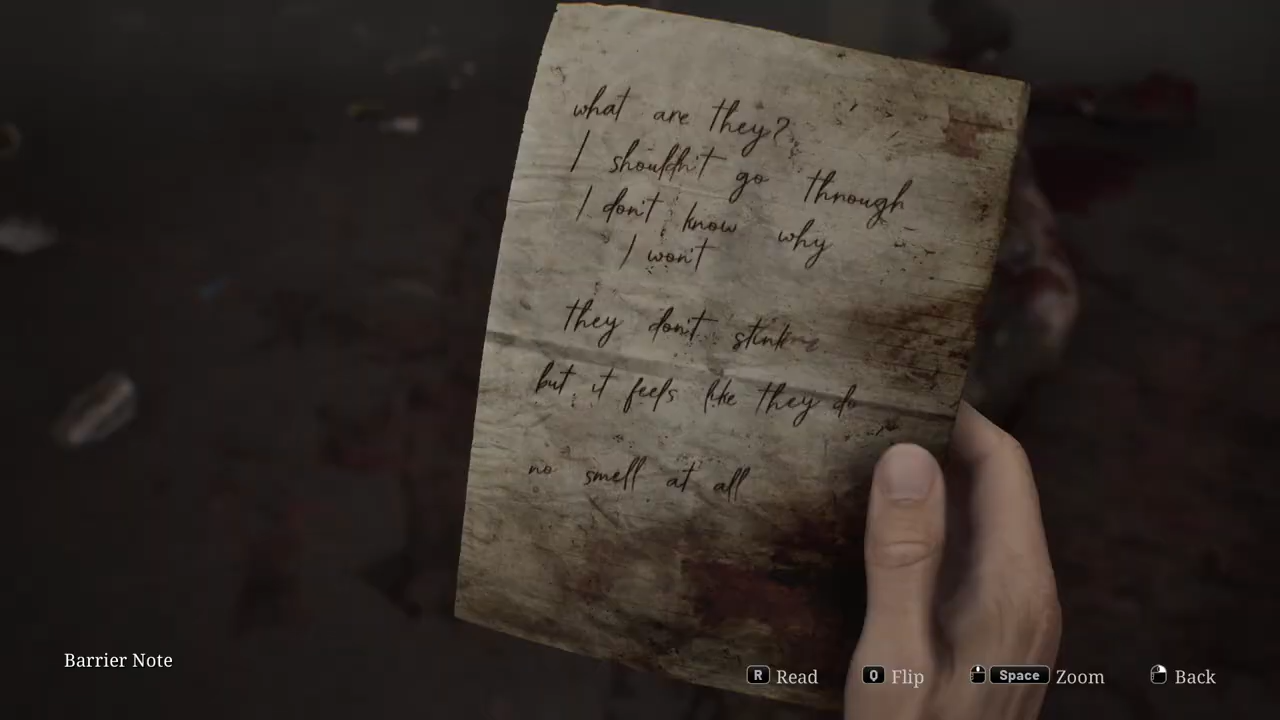 what are they?
I shouldn't go through
I don't know why
I won't
they don't stink
but it feels like they do
no smell at all
Barrier Note
R Read
Q Flip
Space Zoom
Back